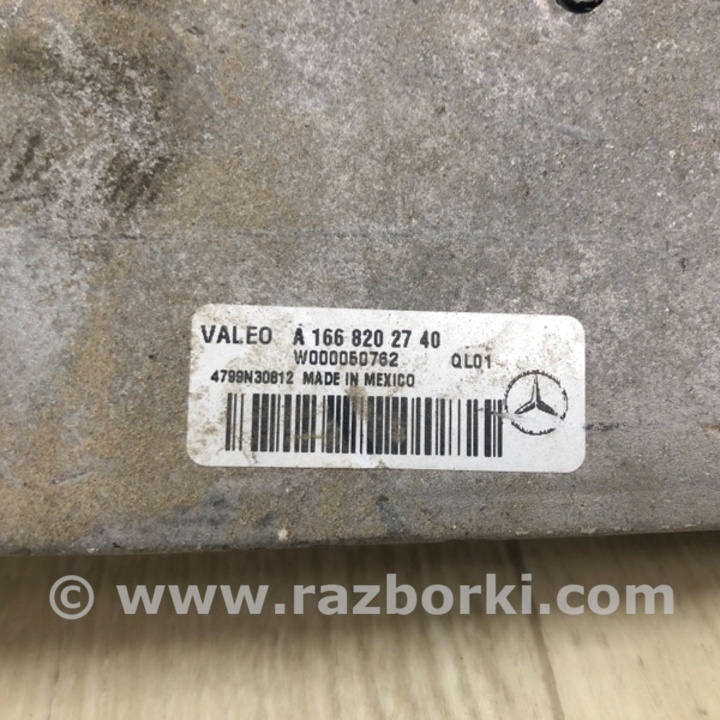 VALEO A 166 820 27 40
W000050762 QL01
4799N30812 MADE IN MEXICO
© www.razborki.com